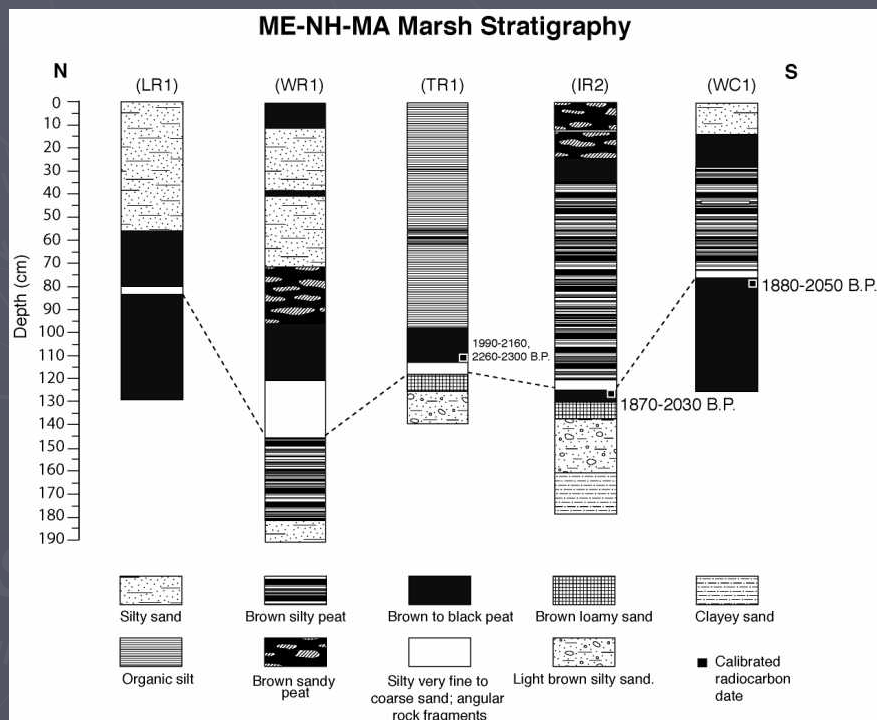 ME-NH-MA Marsh Stratigraphy
N
S
(LR1)
(WR1)
(TR1)
(IR2)
(WC1)
Depth (cm)
0
10
20
30
40
50
60
70
80
90
100
110
120
130
140
150
160
170
180
190
1880-2050 B.P.
1990-2160,
2260-2300 B.P.
1870-2030 B.P.
Silty sand
Brown silty peat
Brown to black peat
Brown loamy sand
Clayey sand
Organic silt
Brown sandy
peat
Silty very fine to
coarse sand; angular
rock fragments
Light brown silty sand.
Calibrated
radiocarbon
date